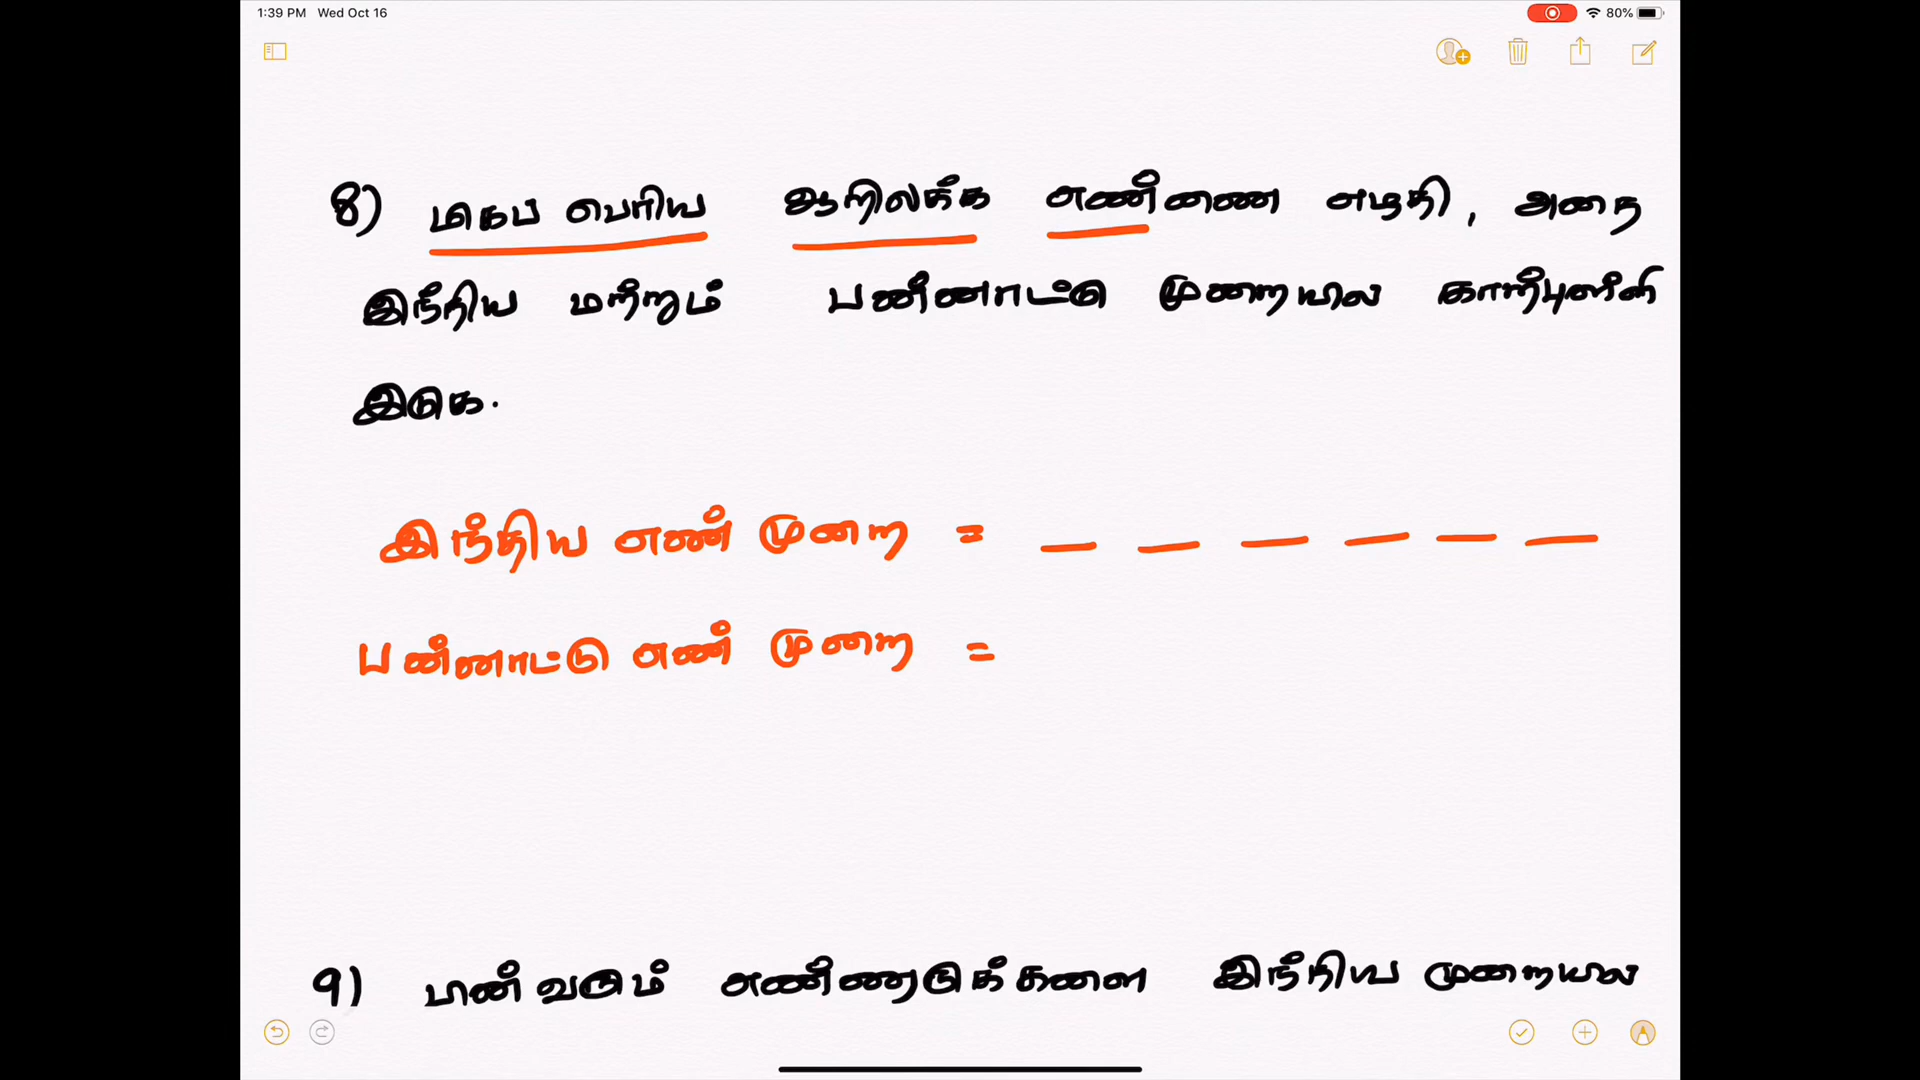 1:39 PM Wed Oct 16
80%
8) மிகப் பெரிய ஆறிலக்க எண்ணை எழுதி, அதை
இந்திய மற்றும் பன்னாட்டு முறையில் காற்புள்ளி
இடுக.
இந்திய எண் முறை = _ _ _ _ _ _
பன்னாட்டு எண் முறை =
9) பின் வரும் எண்ணுருக்களை இந்திய முறையில்